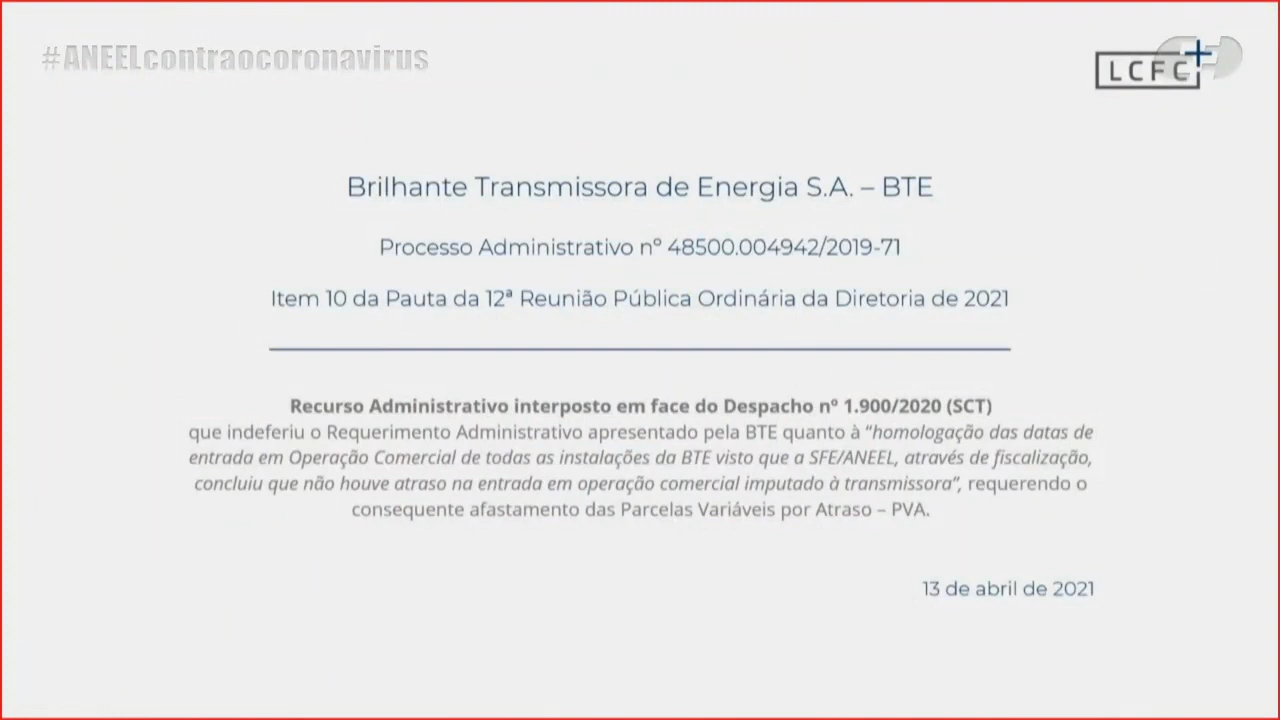 #ANEELcontraocoronavirus
LCFC
Brilhante Transmissora de Energia S.A. – BTE
Processo Administrativo nº 48500.004942/2019-71
Item 10 da Pauta da 12ª Reunião Pública Ordinária da Diretoria de 2021
Recurso Administrativo interposto em face do Despacho nº 1.900/2020 (SCT)
que indeferiu o Requerimento Administrativo apresentado pela BTE quanto à “homologação das datas de
entrada em Operação Comercial de todas as instalações da BTE visto que a SFE/ANEEL, através de fiscalização,
concluiu que não houve atraso na entrada em operação comercial imputado à transmissora”, requerendo o
consequente afastamento das Parcelas Variáveis por Atraso – PVA.
13 de abril de 2021